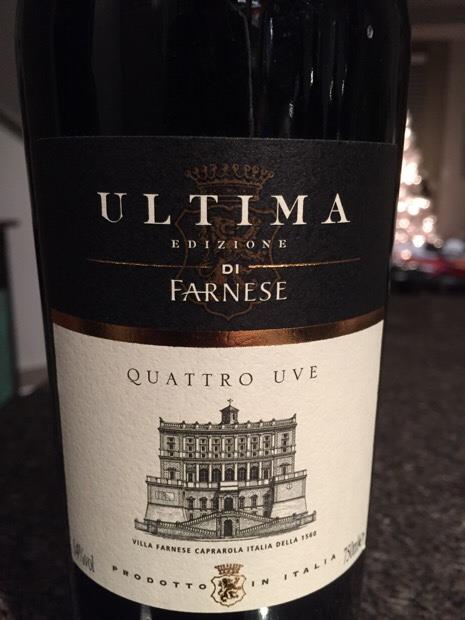 ULTIMA
EDIZIONE
DI
FARNESE
QUATTRO UVE
VILLA FARNESE CAPRAROLA ITALIA DELLA 1560
PRODOTTO IN ITALIA